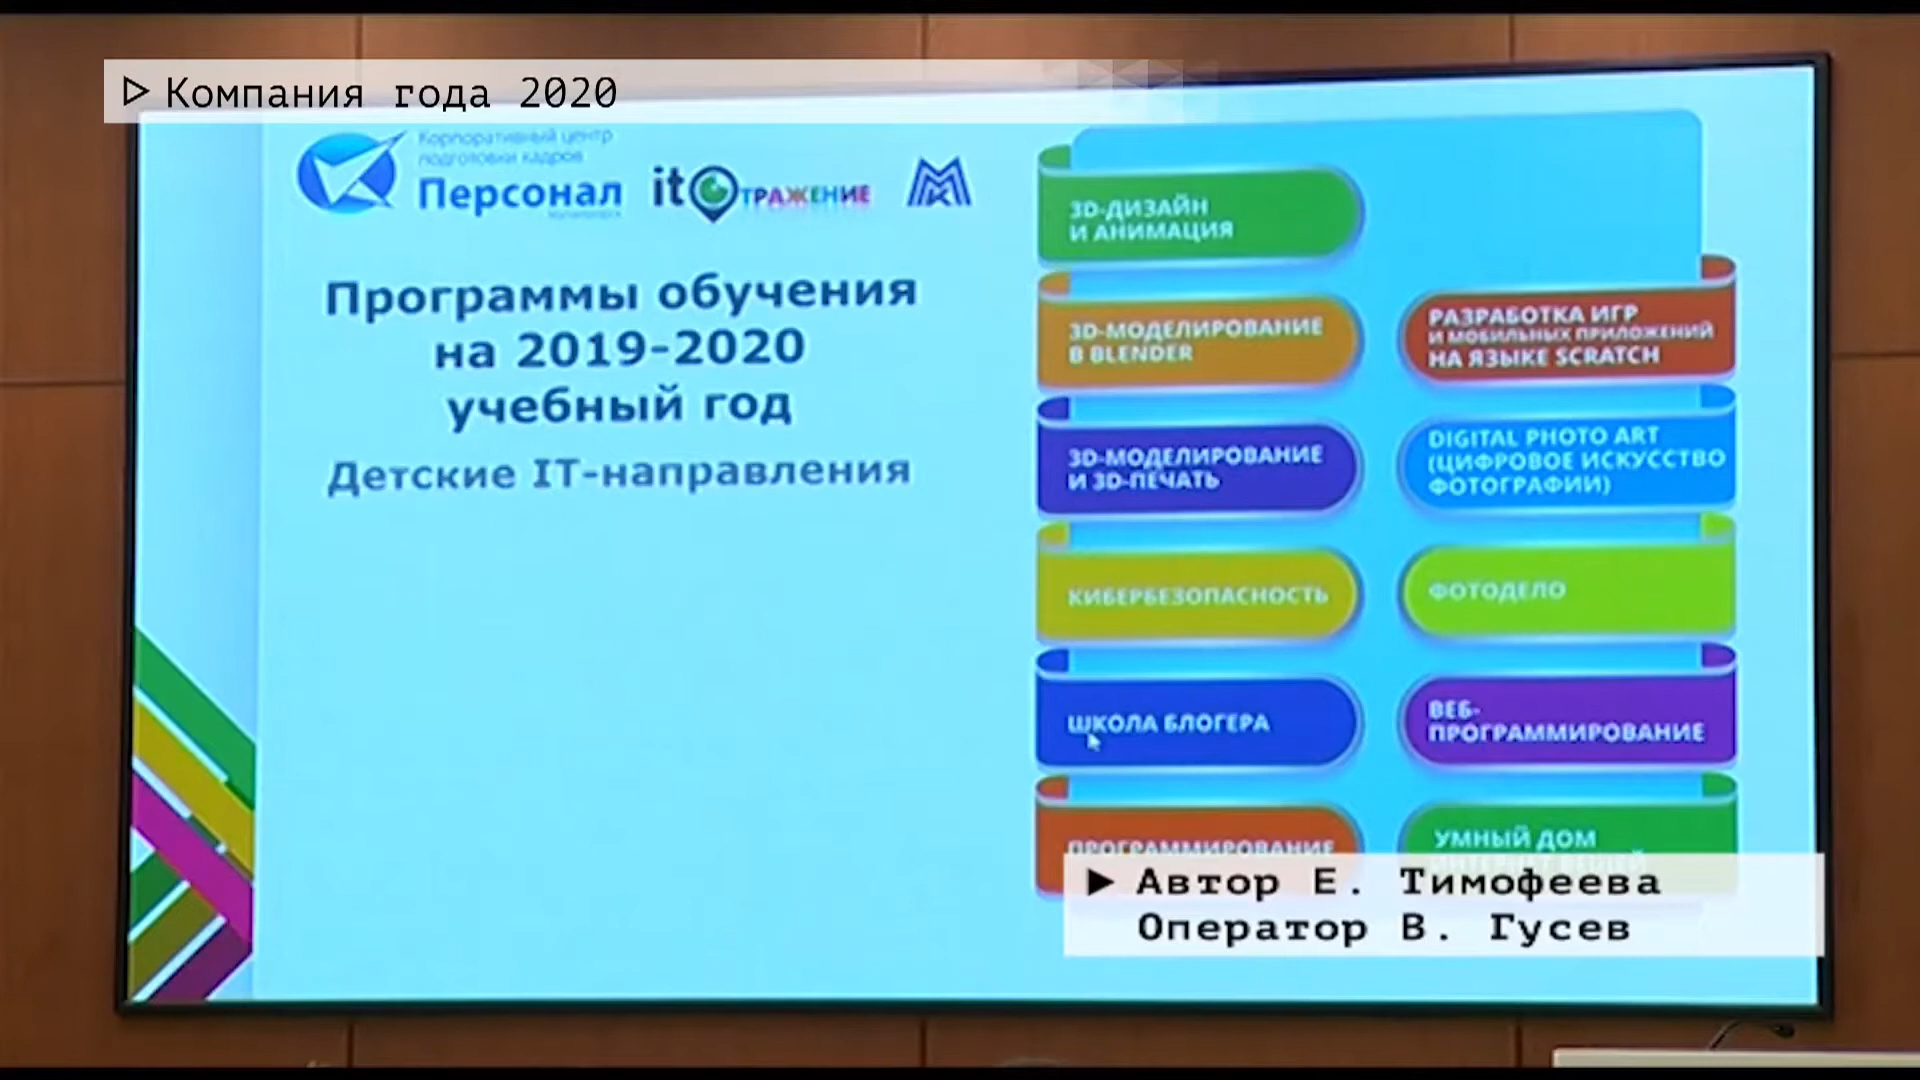 Компания года 2020
Корпоративный центр
подготовки кадров
Персонал
itОТРАЖЕНИЕ
Программы обучения
на 2019-2020
учебный год
Детские IT-направления
3D-ДИЗАЙН
И АНИМАЦИЯ
3D-МОДЕЛИРОВАНИЕ
В BLENDER
РАЗРАБОТКА ИГР
И МОБИЛЬНЫХ ПРИЛОЖЕНИЙ
НА ЯЗЫКЕ SCRATCH
3D-МОДЕЛИРОВАНИЕ
И 3D-ПЕЧАТЬ
DIGITAL PHOTO ART
(ЦИФРОВОЕ ИСКУССТВО
ФОТОГРАФИИ)
КИБЕРБЕЗОПАСНОСТЬ
ФОТОДЕЛО
ШКОЛА БЛОГЕРА
ВЕБ-
ПРОГРАММИРОВАНИЕ
ПРОГРАММИРОВАНИЕ
УМНЫЙ ДОМ
Автор Е. Тимофеева
Оператор В. Гусев